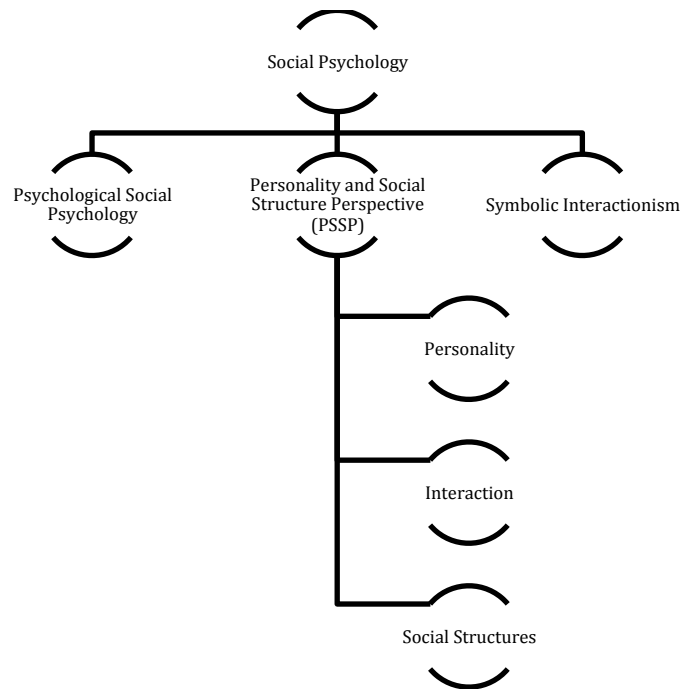 Social Psychology
Psychological Social
Psychology
Personality and Social
Structure Perspective
(PSSP)
Symbolic Interactionism
Personality
Interaction
Social Structures